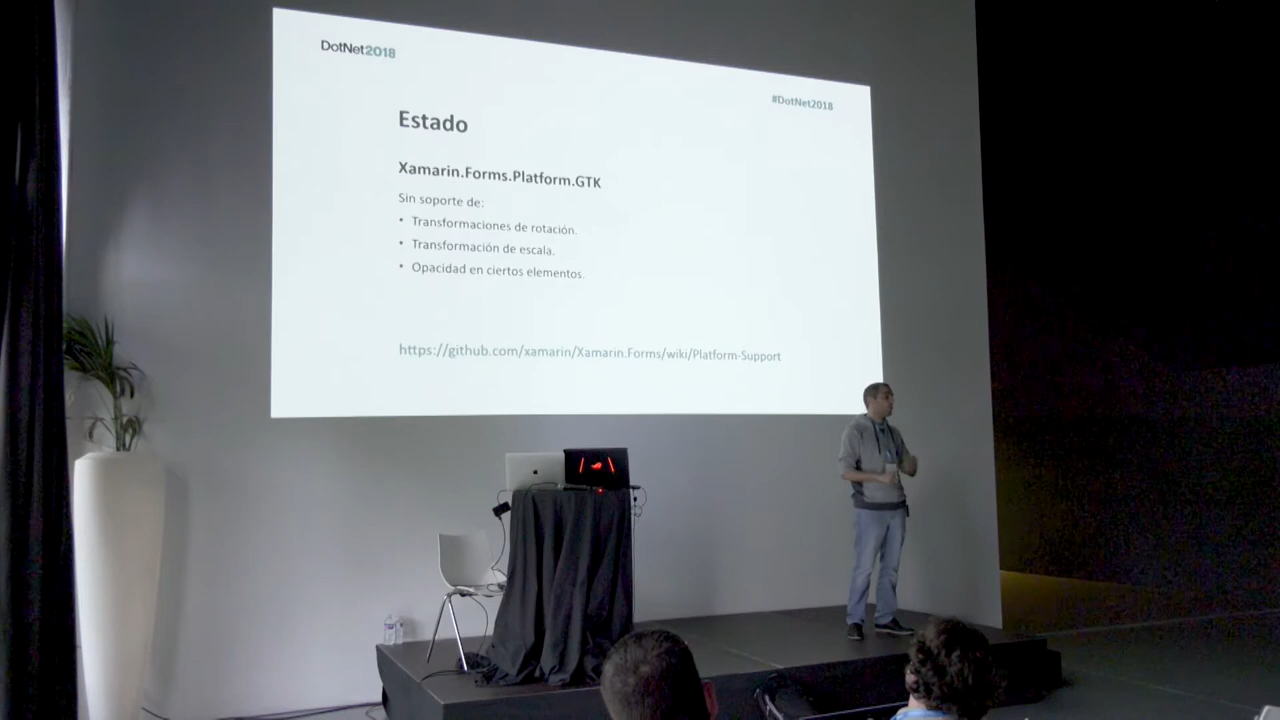 DotNet2018
#DotNet2018
Estado
Xamarin.Forms.Platform.GTK
Sin soporte de:
• Transformaciones de rotación.
• Transformación de escala.
• Opacidad en ciertos elementos.
https://github.com/xamarin/Xamarin.Forms/wiki/Platform-Support